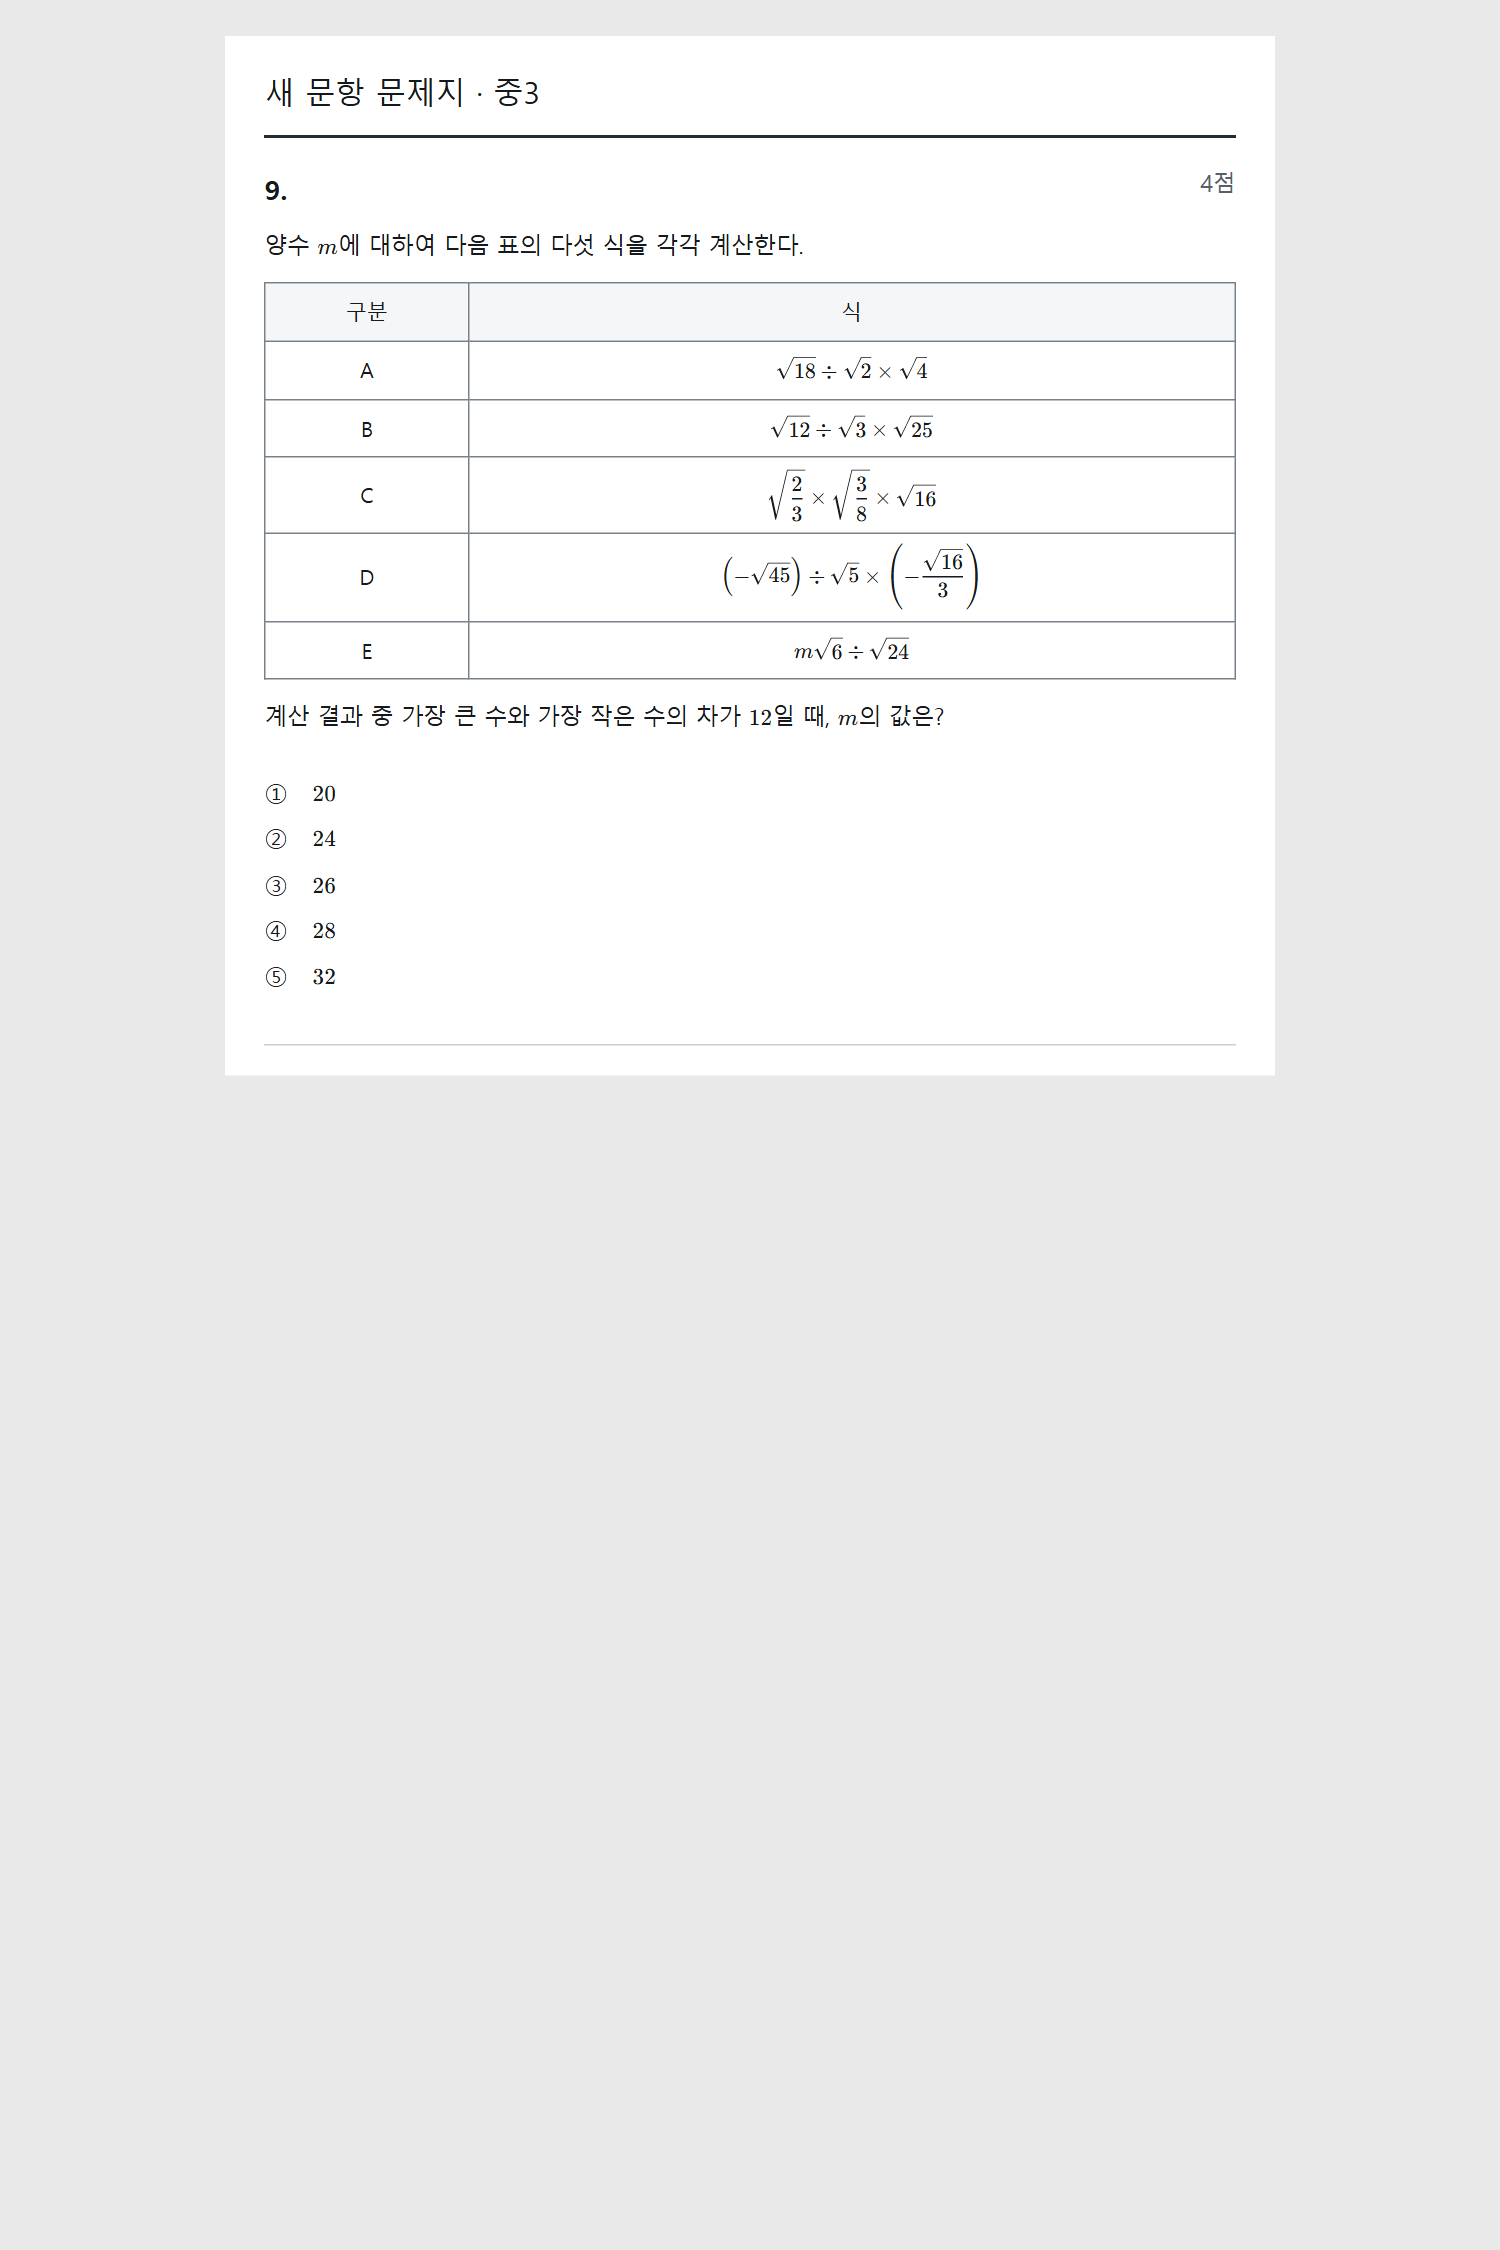 새 문항 문제지 · 중3
9.
4점
양수 m에 대하여 다음 표의 다섯 식을 각각 계산한다.
구분 식
A √18 ÷ √2 × √4
B √12 ÷ √3 × √25
C √(2/3) × √(3/8) × √16
D (−√45) ÷ √5 × (−√16/3)
E m√6 ÷ √24
계산 결과 중 가장 큰 수와 가장 작은 수의 차가 12일 때, m의 값은?
① 20
② 24
③ 26
④ 28
⑤ 32